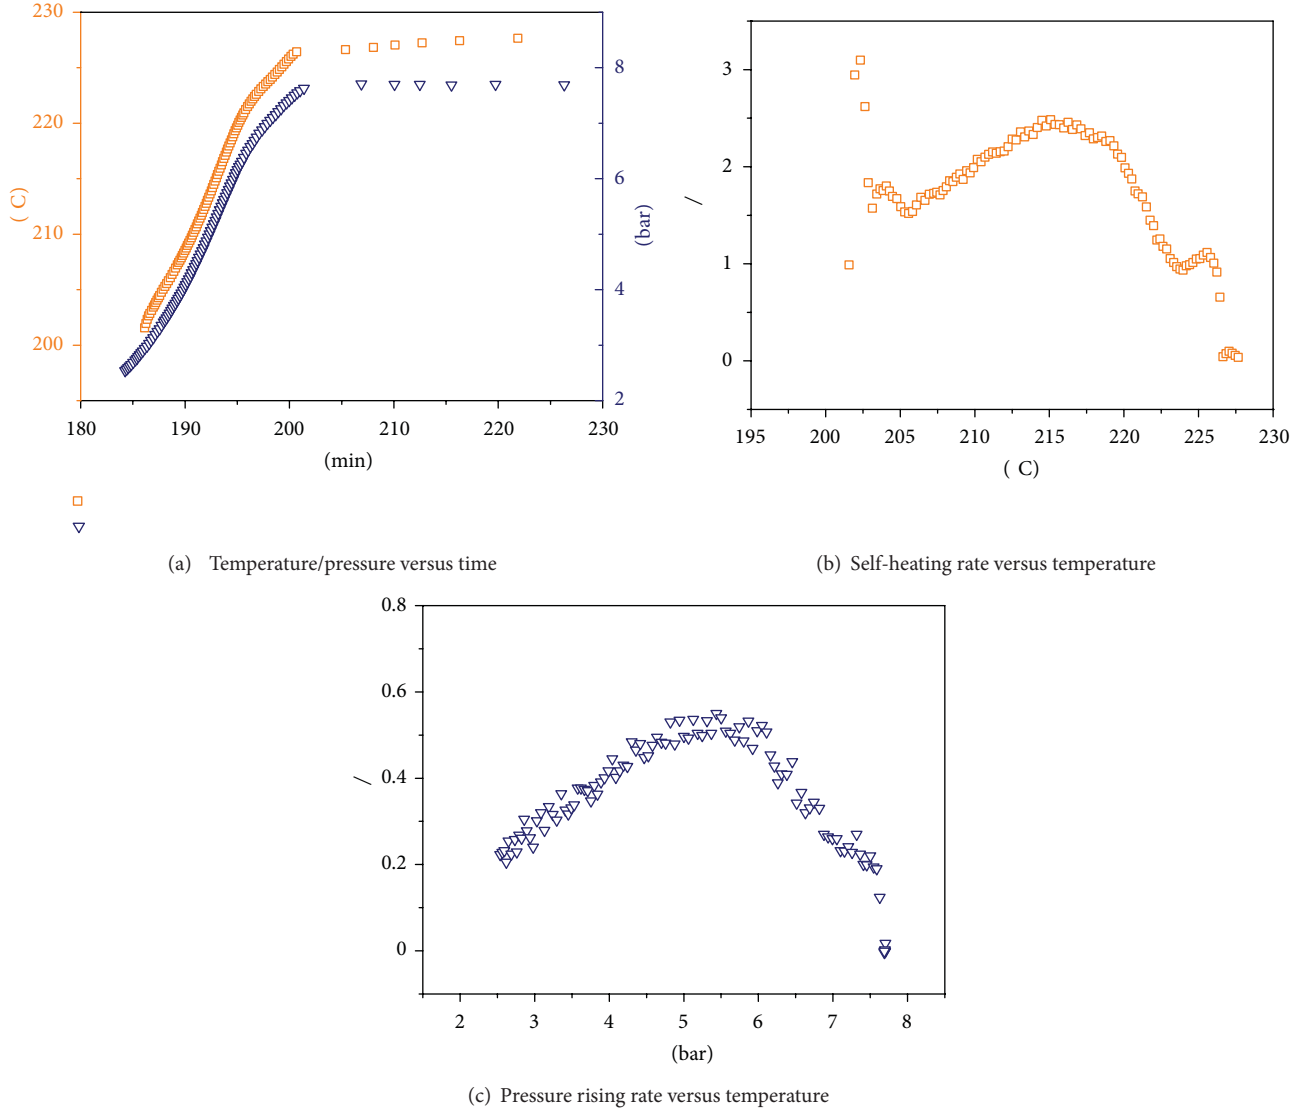 230
220
210
200
( C)
8
6
4
2
(bar)
180 190 200 210 220 230
(min)
(a) Temperature/pressure versus time
3
2
1
0
/
195 200 205 210 215 220 225 230
( C)
(b) Self-heating rate versus temperature
0.8
0.6
0.4
0.2
0
/
2 3 4 5 6 7 8
(bar)
(c) Pressure rising rate versus temperature